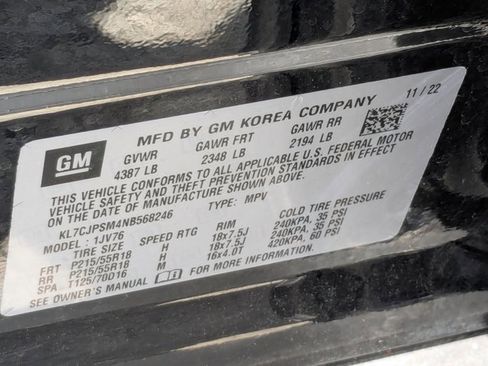 GM
MFD BY GM KOREA COMPANY 11/22
GVWR GAWR FRT GAWR RR
4387 LB 2348 LB 2194 LB
THIS VEHICLE CONFORMS TO ALL APPLICABLE U.S. FEDERAL MOTOR
VEHICLE SAFETY AND THEFT PREVENTION STANDARDS IN EFFECT
ON THE DATE OF MANUFACTURE SHOWN ABOVE.
KL7CJPSM4NB568246 TYPE: MPV
MODEL: 1JV76
TIRE SIZE SPEED RTG RIM COLD TIRE PRESSURE
FRT P215/55R18 H 18x7.5J 240KPA, 35 PSI
RR P215/55R18 H 18x7.5J 240KPA, 35 PSI
SPA T125/70D16 M 16x4.0T 420KPA, 60 PSI
SEE OWNER'S MANUAL FOR MORE INFORMATION.